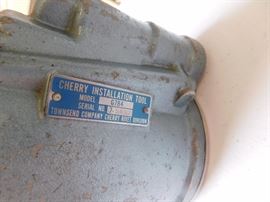 CHERRY INSTALLATION TOOL
MODEL G784
SERIAL NO.
TOWNSEND COMPANY CHERRY RIVET DIVISION